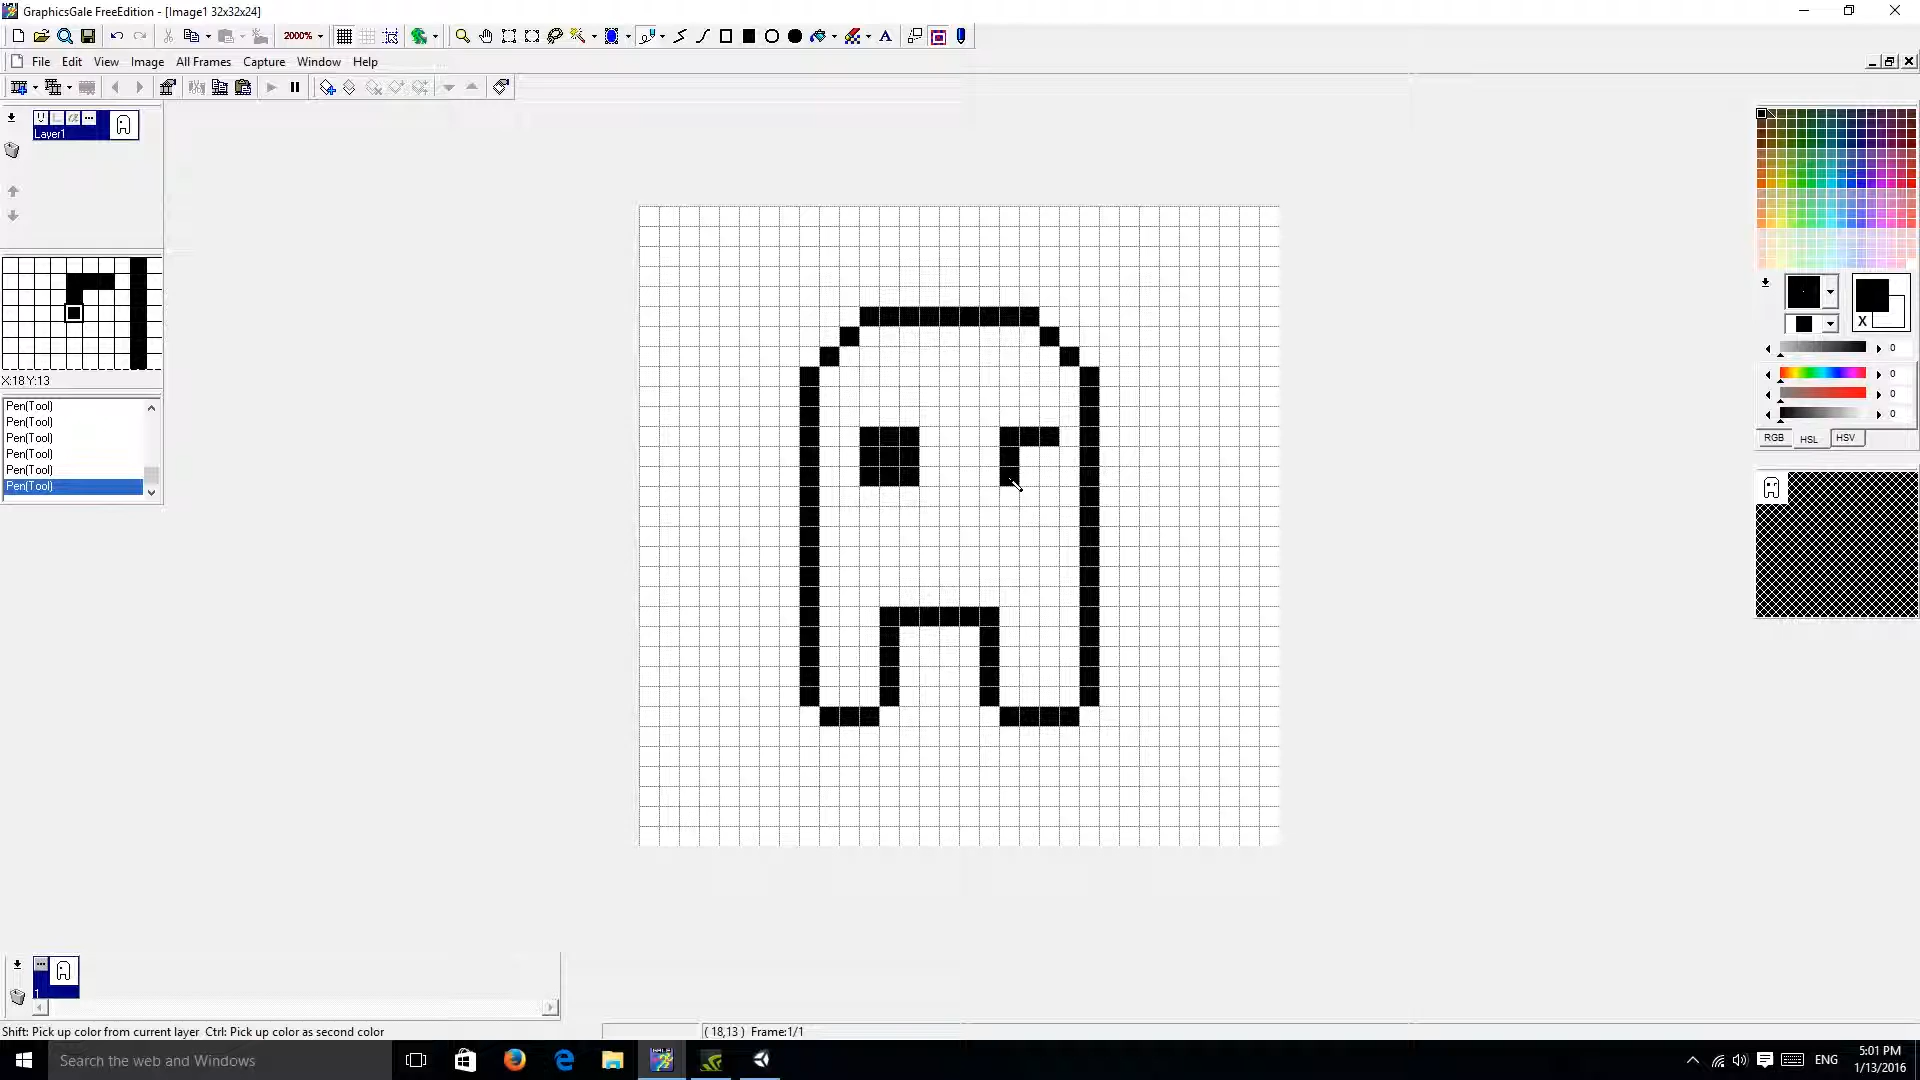 GraphicsGale FreeEdition - [Image1 32x32x24]
2000%
A
File Edit View Image All Frames Capture Window Help
Layer1
X:18 Y:13
Pen(Tool)
Pen(Tool)
Pen(Tool)
Pen(Tool)
Pen(Tool)
Pen(Tool)
X
0
0
0
0
RGB HSL HSV
1
Shift: Pick up color from current layer Ctrl: Pick up color as second color
( 18,13 ) Frame:1/1
Search the web and Windows
ENG
5:01 PM
1/13/2016